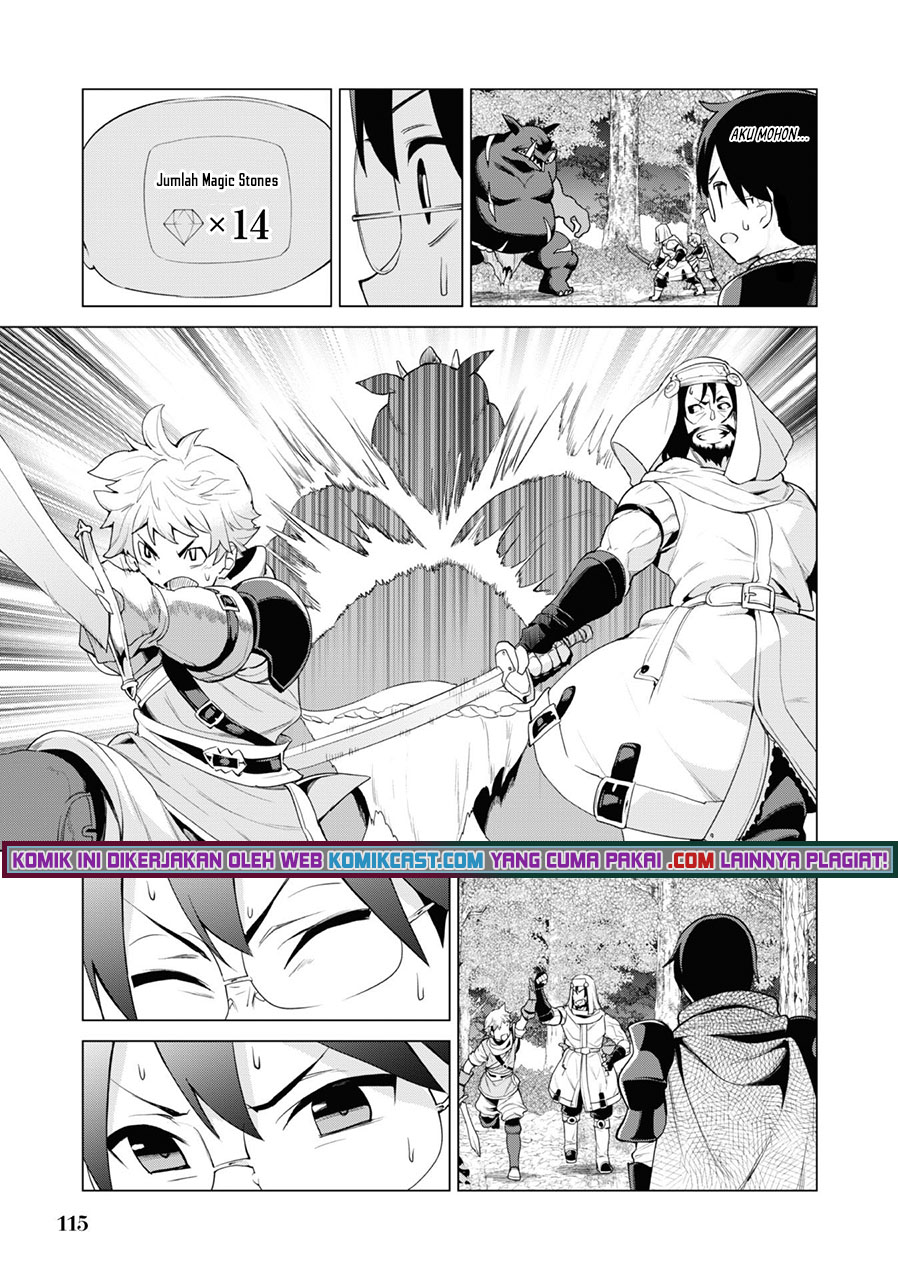 AKU MOHON...
Jumlah Magic Stones
× 14
KOMIK INI DIKERJAKAN OLEH WEB KOMIKCAST.COM YANG CUMA PAKAI .COM LAINNYA PLAGIAT!
115